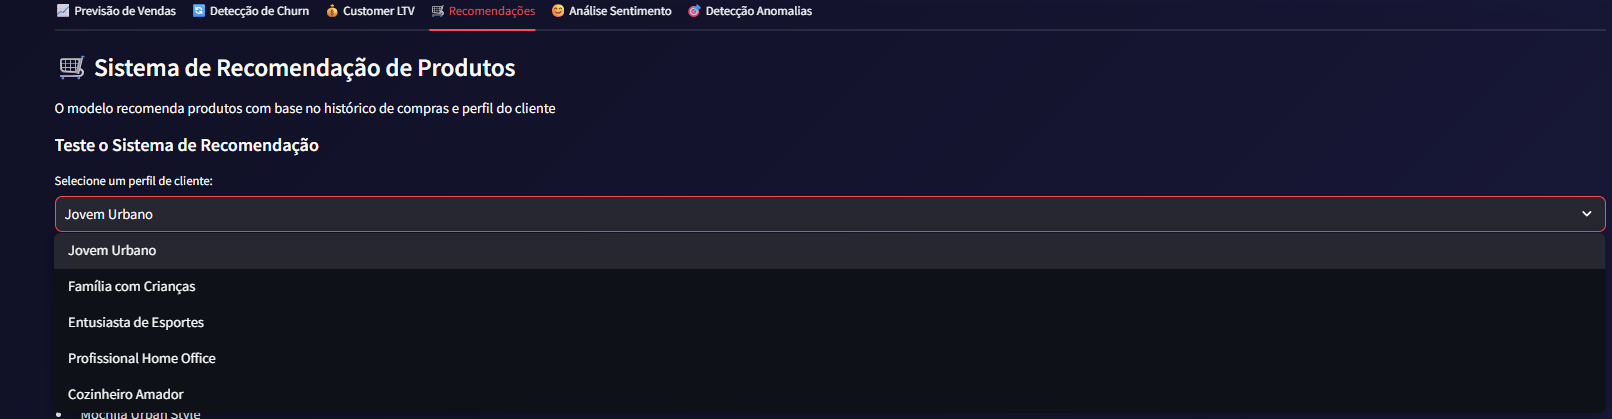 Previsão de Vendas Detecção de Churn Customer LTV Recomendações Análise Sentimento Detecção Anomalias
Sistema de Recomendação de Produtos
O modelo recomenda produtos com base no histórico de compras e perfil do cliente
Teste o Sistema de Recomendação
Selecione um perfil de cliente:
Jovem Urbano
Jovem Urbano
Família com Crianças
Entusiasta de Esportes
Profissional Home Office
Cozinheiro Amador
Mochila Urban Style